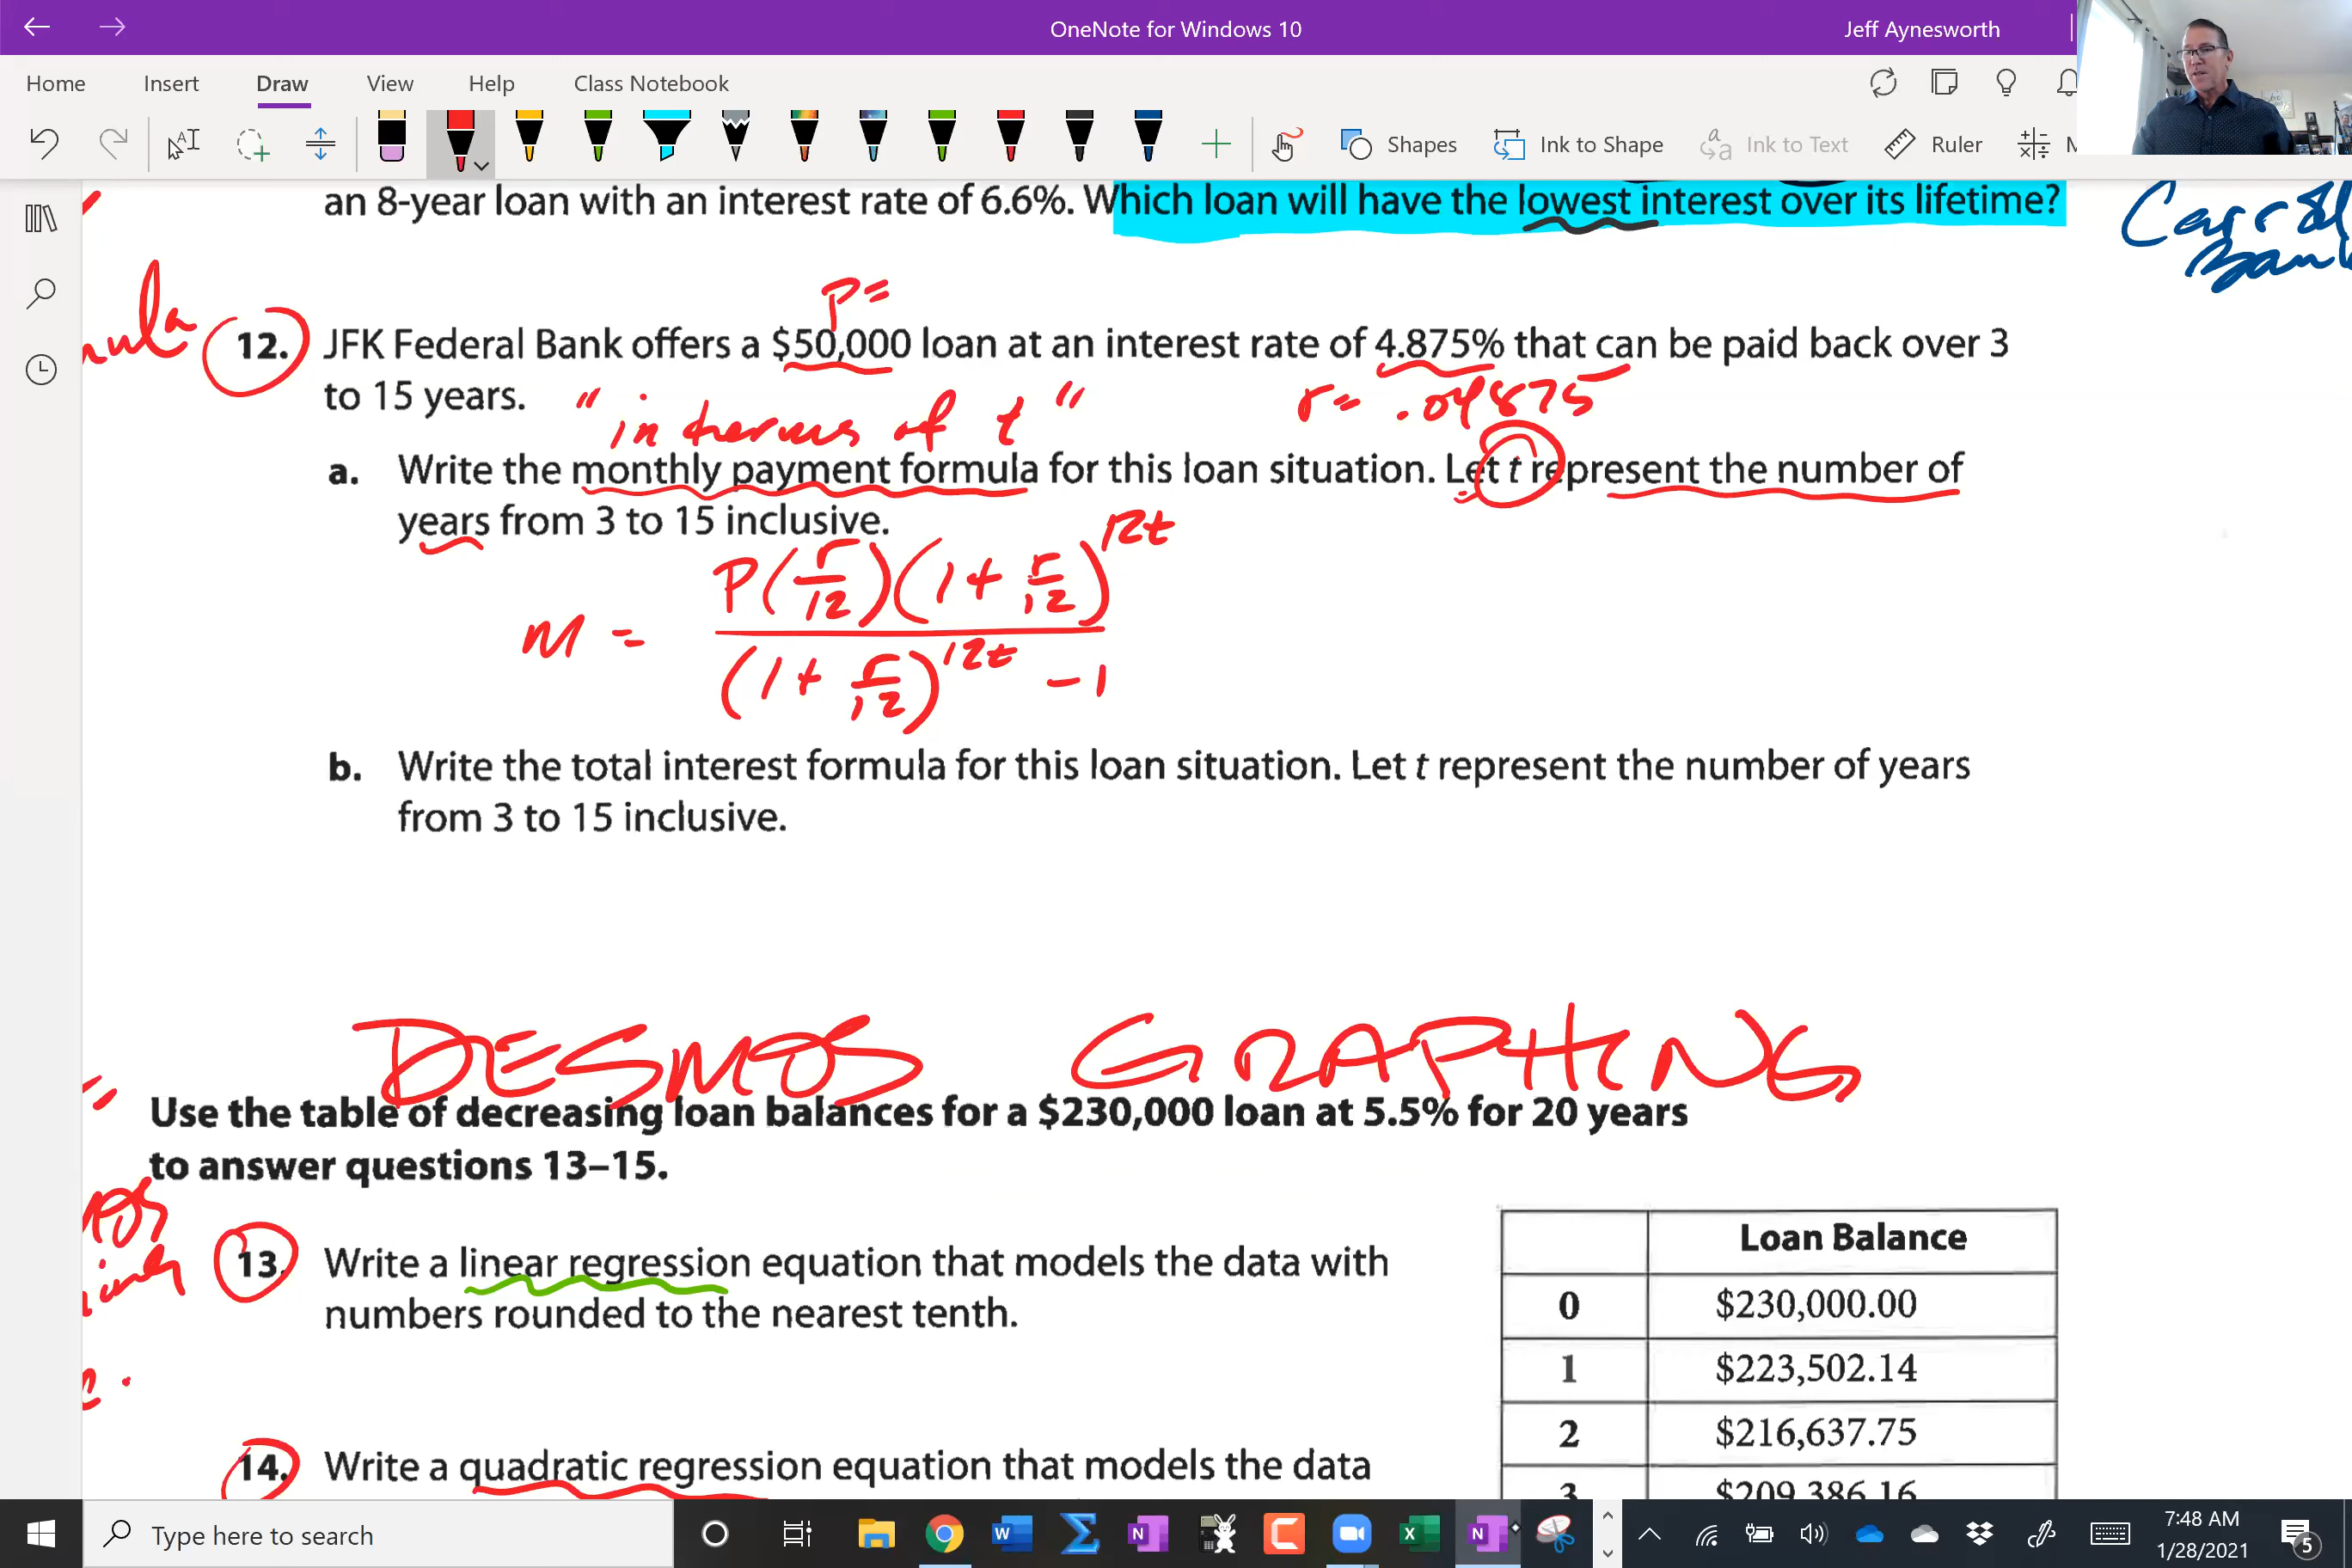 OneNote for Windows 10
Jeff Aynesworth
Home Insert Draw View Help Class Notebook
Shapes Ink to Shape Ink to Text Ruler M
an 8-year loan with an interest rate of 6.6%. Which loan will have the lowest interest over its lifetime?
P=
12. JFK Federal Bank offers a $50,000 loan at an interest rate of 4.875% that can be paid back over 3
to 15 years.
"in terms of t" r= .04875
a. Write the monthly payment formula for this loan situation. Let t represent the number of
years from 3 to 15 inclusive.
P(r/12)(1+ r/12)^12t
M =
(1+ r/12)^12t -1
b. Write the total interest formula for this loan situation. Let t represent the number of years
from 3 to 15 inclusive.
DESMOS GRAPHING
Use the table of decreasing loan balances for a $230,000 loan at 5.5% for 20 years
to answer questions 13–15.
13. Write a linear regression equation that models the data with
numbers rounded to the nearest tenth.
14. Write a quadratic regression equation that models the data
Loan Balance
0 $230,000.00
1 $223,502.14
2 $216,637.75
3 $209,386.16
Type here to search
7:48 AM
1/28/2021
5